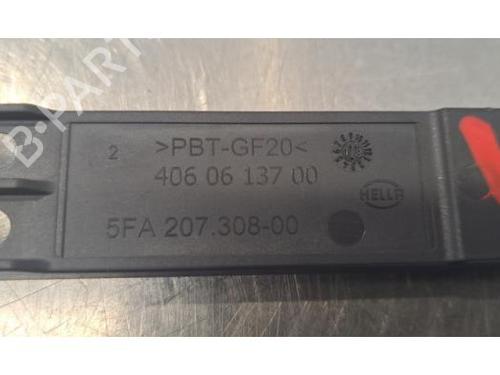 B-PARTS
2 >PBT-GF20<
406 06 137 00
HELLA
5FA 207.308-00